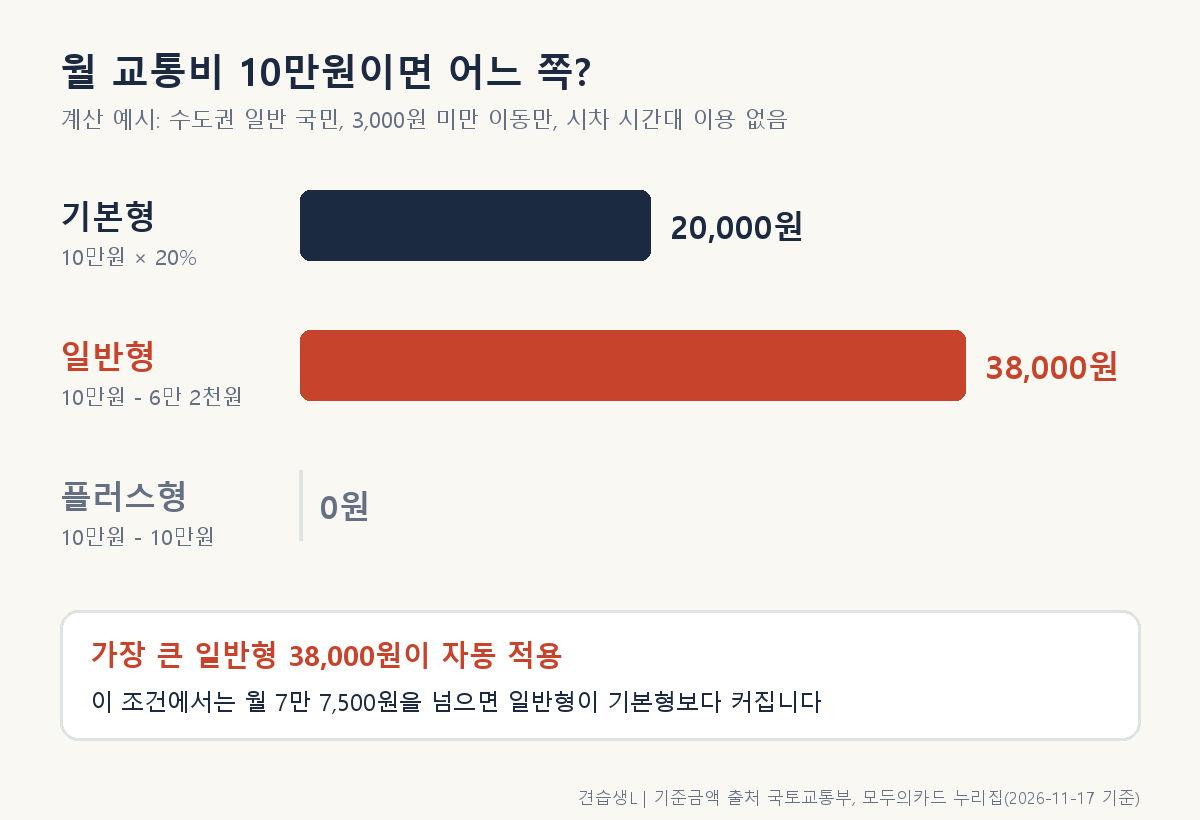 월 교통비 10만원이면 어느 쪽?
계산 예시: 수도권 일반 국민, 3,000원 미만 이동만, 시차 시간대 이용 없음
기본형
10만원 × 20%
20,000원
일반형
10만원 - 6만 2천원
38,000원
플러스형
10만원 - 10만원
0원
가장 큰 일반형 38,000원이 자동 적용
이 조건에서는 월 7만 7,500원을 넘으면 일반형이 기본형보다 커집니다
견습생L | 기준금액 출처 국토교통부, 모두의카드 누리집(2026-11-17 기준)